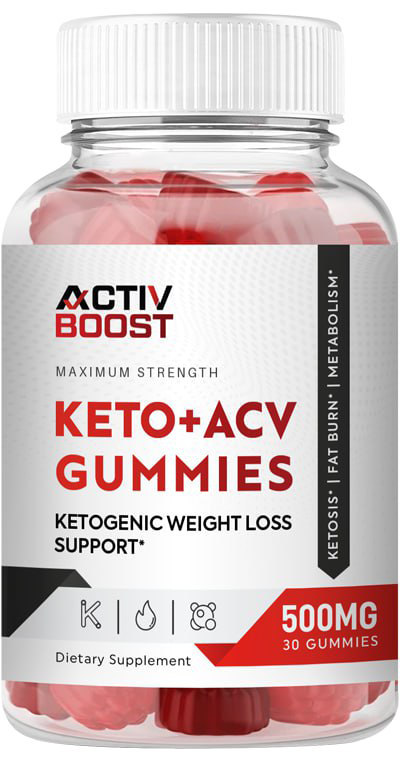 ACTIV
BOOST
MAXIMUM STRENGTH
KETO+ACV
GUMMIES
KETOGENIC WEIGHT LOSS
SUPPORT*
KETOSIS* | FAT BURN* | METABOLISM*
K
500MG
30 GUMMIES
Dietary Supplement